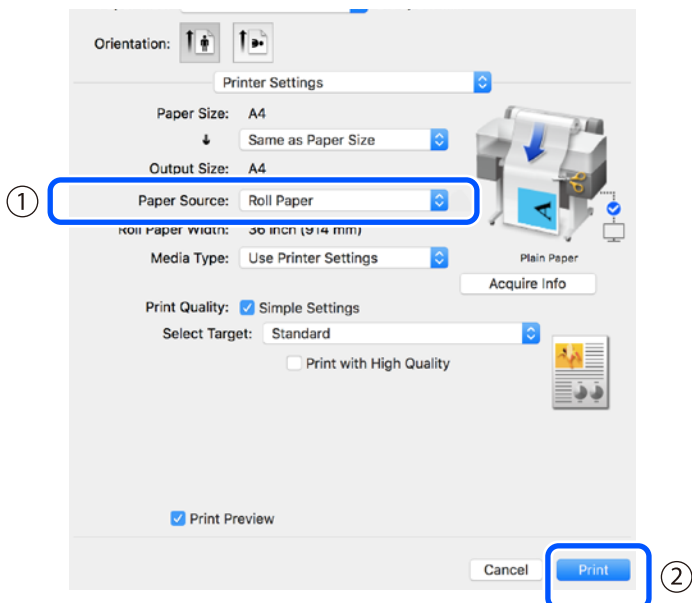 Orientation:
Printer Settings
Paper Size: A4
Same as Paper Size
Output Size: A4
① Paper Source: Roll Paper
Roll Paper Width: 36 inch (914 mm)
Media Type: Use Printer Settings
Plain Paper
Acquire Info
Print Quality: Simple Settings
Select Target: Standard
Print with High Quality
Print Preview
Cancel Print ②